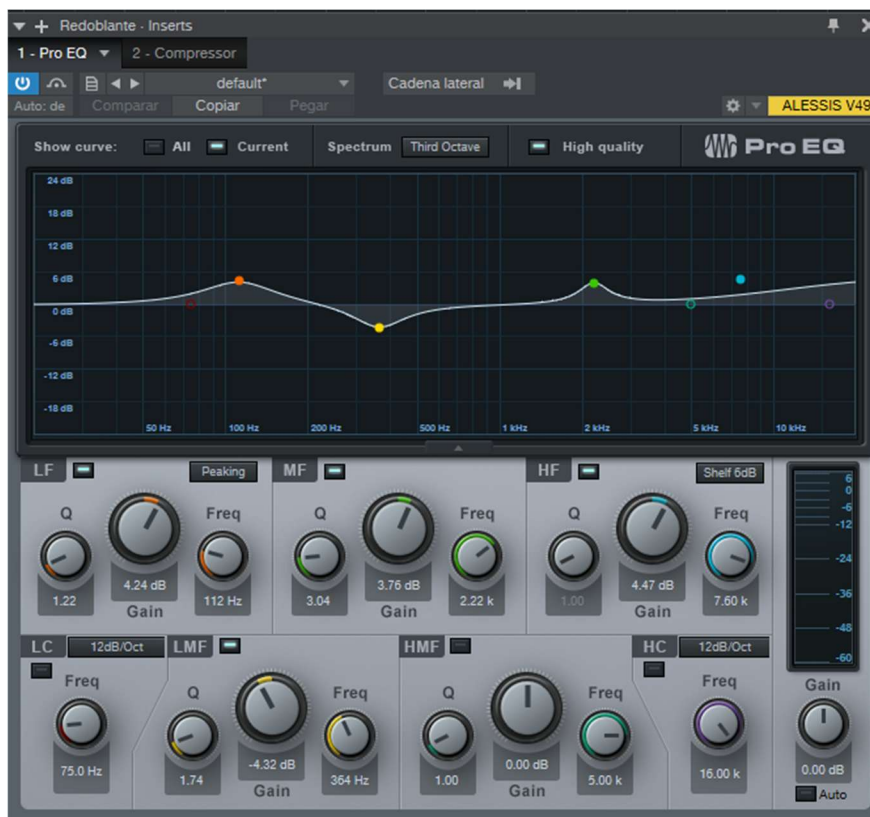 Redoblante - Inserts
1 - Pro EQ 2 - Compressor
default* Cadena lateral
Auto: de Comparar Copiar Pegar ALESSIS V49
Show curve: All Current Spectrum Third Octave High quality Pro EQ
24 dB
18 dB
12 dB
6 dB
0 dB
-6 dB
-12 dB
-18 dB
50 Hz 100 Hz 200 Hz 500 Hz 1 kHz 2 kHz 5 kHz 10 kHz
LF Peaking MF HF Shelf 6dB
Q Freq Q Freq Q Freq
4.24 dB 3.76 dB 4.47 dB
1.22 112 Hz 3.04 2.22 k 1.00 7.60 k
Gain Gain Gain
6
0
-6
-12
-24
-36
-48
-60
LC 12dB/Oct LMF HMF HC 12dB/Oct
Freq Q Freq Q Freq Freq Gain
75.0 Hz 1.74 -4.32 dB 364 Hz 1.00 0.00 dB 5.00 k 16.00 k 0.00 dB
Gain Gain Auto